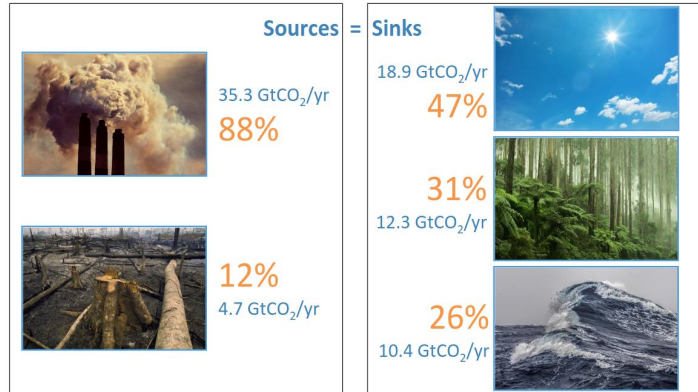 Sources = Sinks
35.3 GtCO₂/yr
88%
12%
4.7 GtCO₂/yr
18.9 GtCO₂/yr
47%
31%
12.3 GtCO₂/yr
26%
10.4 GtCO₂/yr